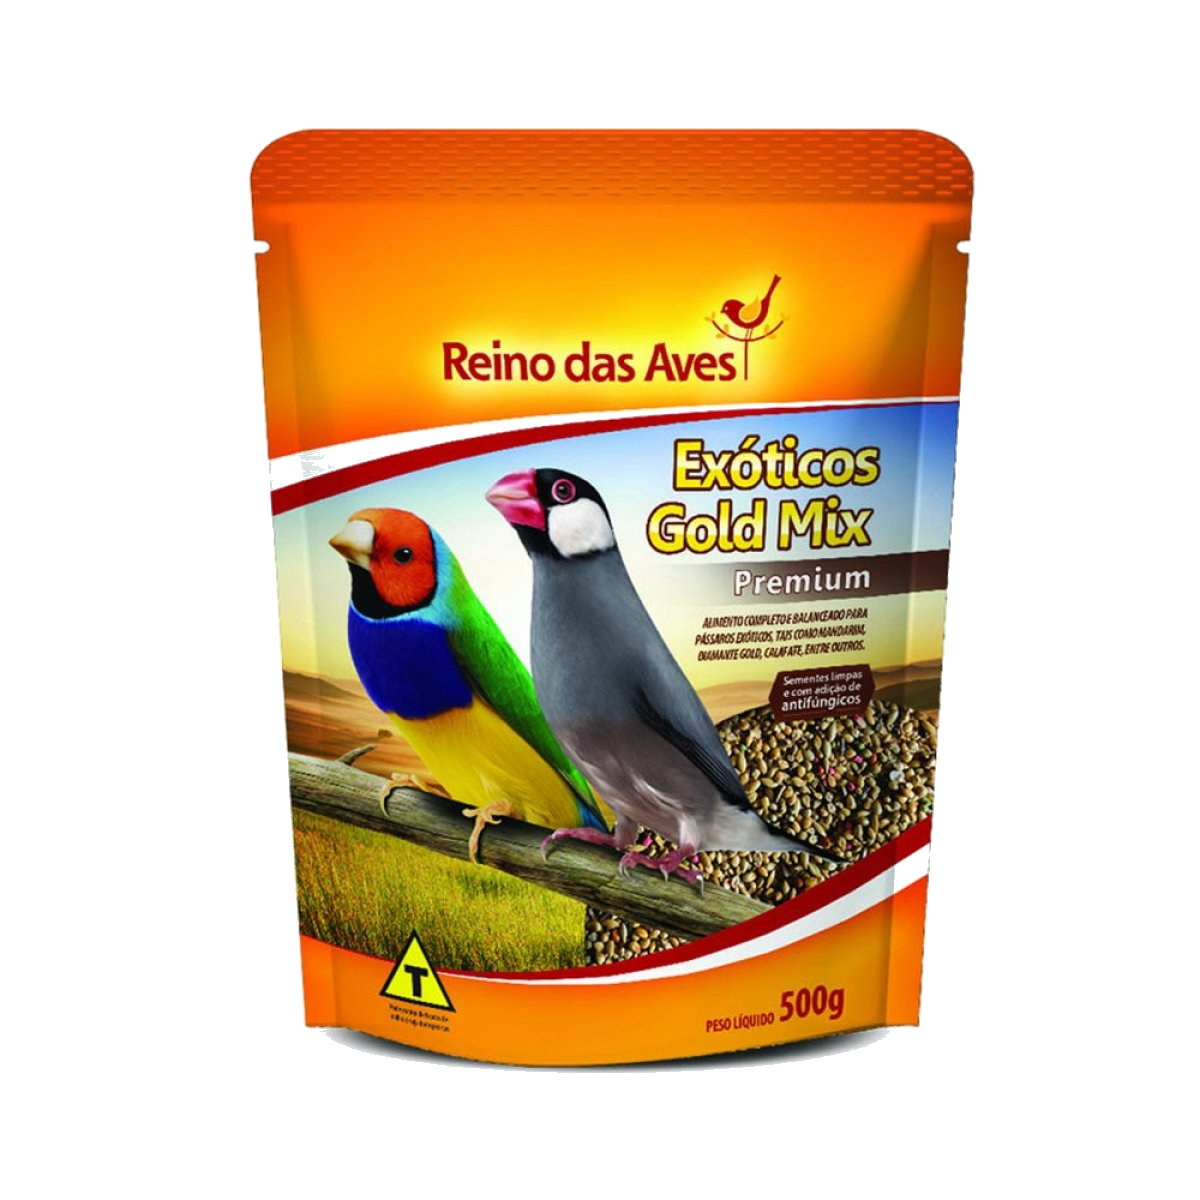 Reino das Aves
Exóticos
Gold Mix
Premium
ALIMENTO COMPLETO E BALANCEADO PARA
PÁSSAROS EXÓTICOS, TAIS COMO MANDARIM,
DIAMANTE GOLD, CALAFATE, ENTRE OUTROS.
Sementes limpas
e com adição de
antifúngicos
T
PESO LÍQUIDO 500g